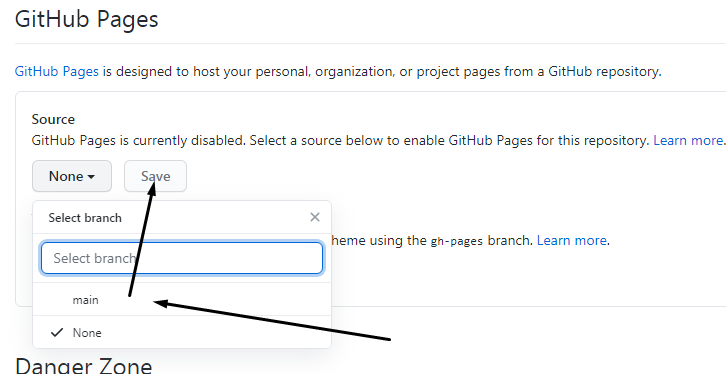 GitHub Pages
GitHub Pages is designed to host your personal, organization, or project pages from a GitHub repository.
Source
GitHub Pages is currently disabled. Select a source below to enable GitHub Pages for this repository. Learn more.
None
Save
Select branch
heme using the gh-pages branch. Learn more.
Select branch
main
None
Danger Zone